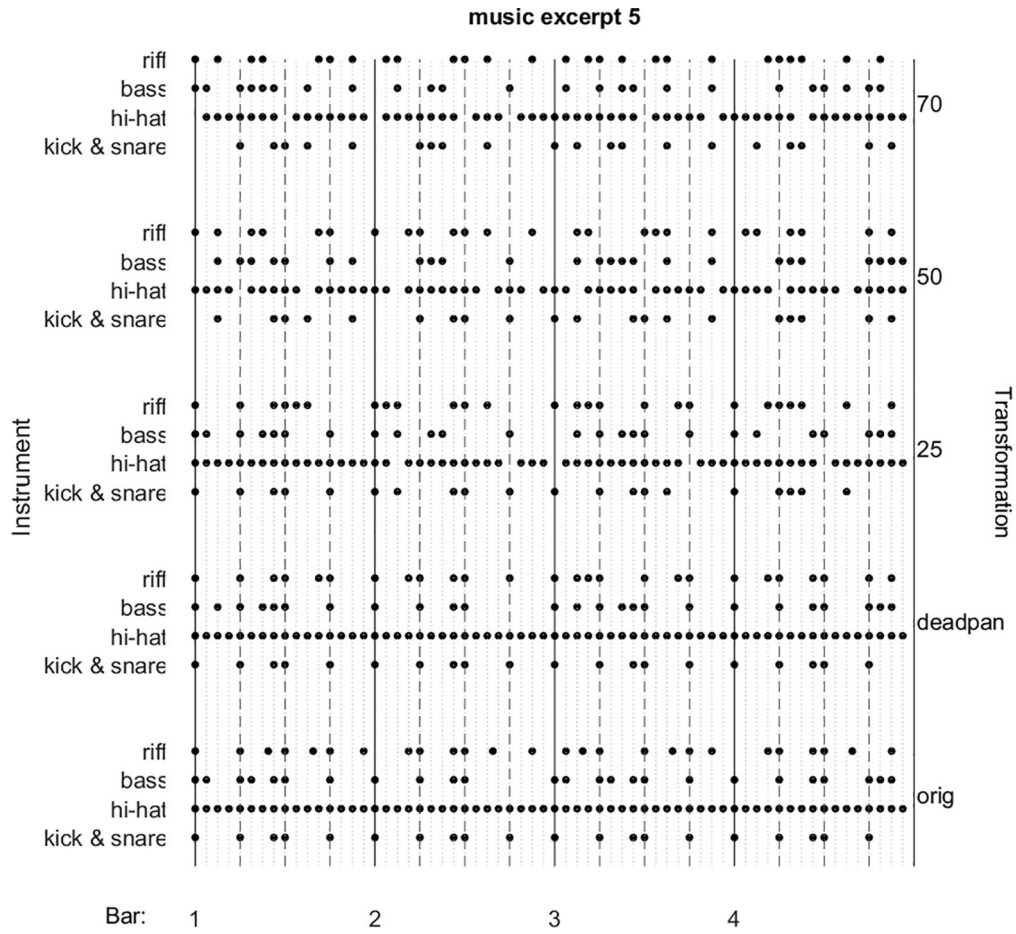 music excerpt 5
riff
bass
hi-hat
kick & snare
70
riff
bass
hi-hat
kick & snare
50
riff
bass
hi-hat
kick & snare
25
riff
bass
hi-hat
kick & snare
deadpan
riff
bass
hi-hat
kick & snare
orig
Instrument
Transformation
Bar: 1 2 3 4